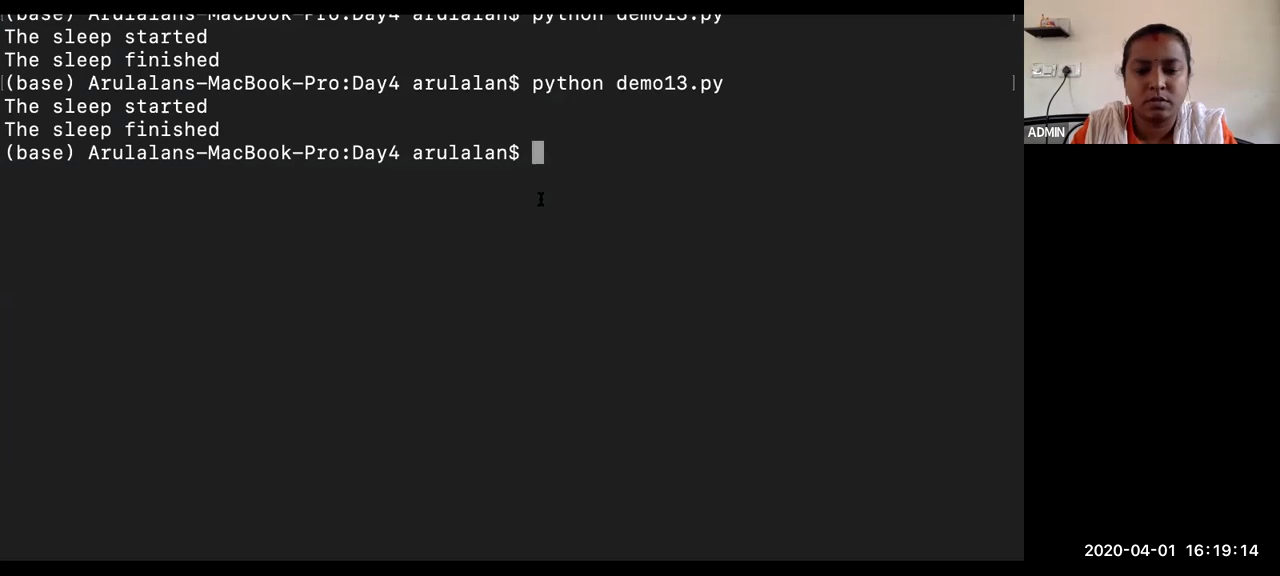 (base) Arulalans-MacBook-Pro:Day4 arulalan$ python demo13.py
The sleep started
The sleep finished
(base) Arulalans-MacBook-Pro:Day4 arulalan$ python demo13.py
The sleep started
The sleep finished
(base) Arulalans-MacBook-Pro:Day4 arulalan$
ADMIN
2020-04-01 16:19:14